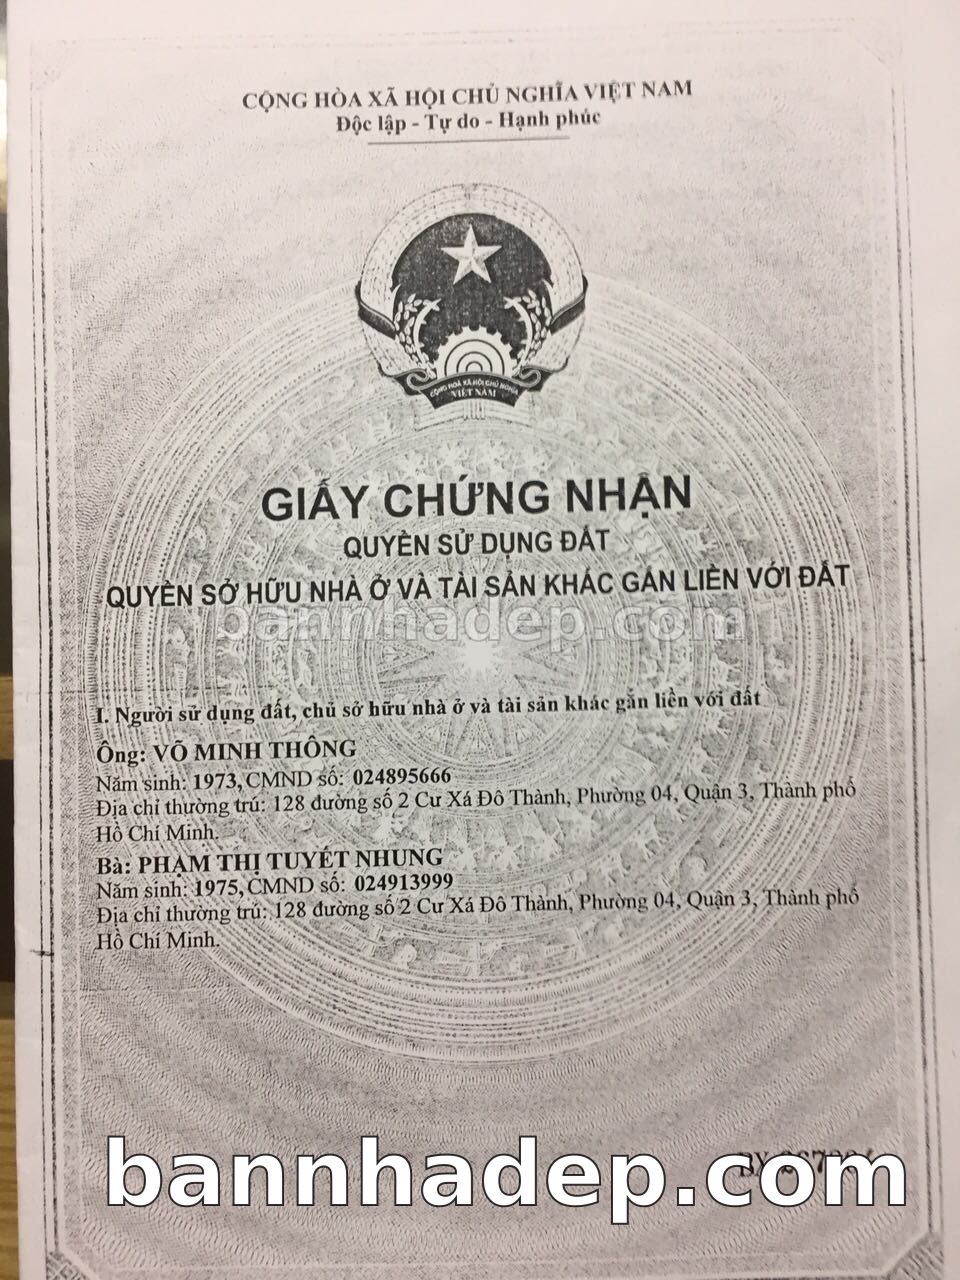 CỘNG HÒA XÃ HỘI CHỦ NGHĨA VIỆT NAM
Độc lập - Tự do - Hạnh phúc
CỘNG HOÀ XÃ HỘI CHỦ NGHĨA
VIỆT NAM
GIẤY CHỨNG NHẬN
QUYỀN SỬ DỤNG ĐẤT
QUYỀN SỞ HỮU NHÀ Ở VÀ TÀI SẢN KHÁC GẮN LIỀN VỚI ĐẤT
bannhadep.com
I. Người sử dụng đất, chủ sở hữu nhà ở và tài sản khác gắn liền với đất
Ông: VÕ MINH THÔNG
Năm sinh: 1973, CMND số: 024895666
Địa chỉ thường trú: 128 đường số 2 Cư Xá Đô Thành, Phường 04, Quận 3, Thành phố
Hồ Chí Minh.
Bà: PHẠM THỊ TUYẾT NHUNG
Năm sinh: 1975, CMND số: 024913999
Địa chỉ thường trú: 128 đường số 2 Cư Xá Đô Thành, Phường 04, Quận 3, Thành phố
Hồ Chí Minh.
bannhadep.com